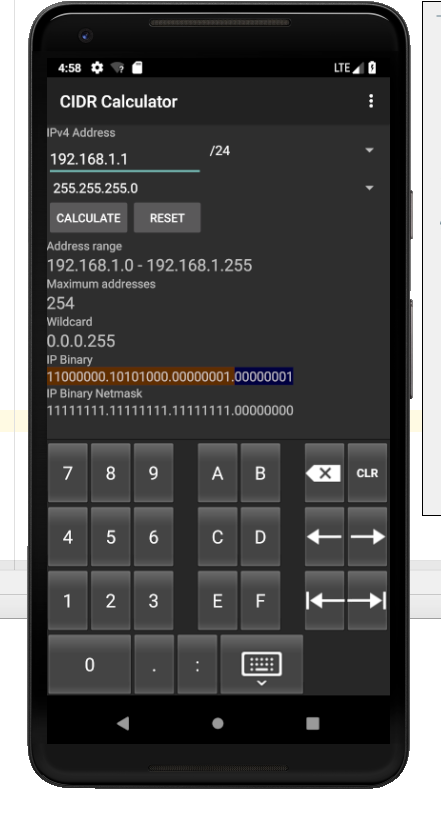 4:58
LTE
CIDR Calculator
IPv4 Address
192.168.1.1
/24
255.255.255.0
CALCULATE RESET
Address range
192.168.1.0 - 192.168.1.255
Maximum addresses
254
Wildcard
0.0.0.255
IP Binary
11000000.10101000.00000001.00000001
IP Binary Netmask
11111111.11111111.11111111.00000000
7 8 9 A B CLR
4 5 6 C D
1 2 3 E F
0 . :